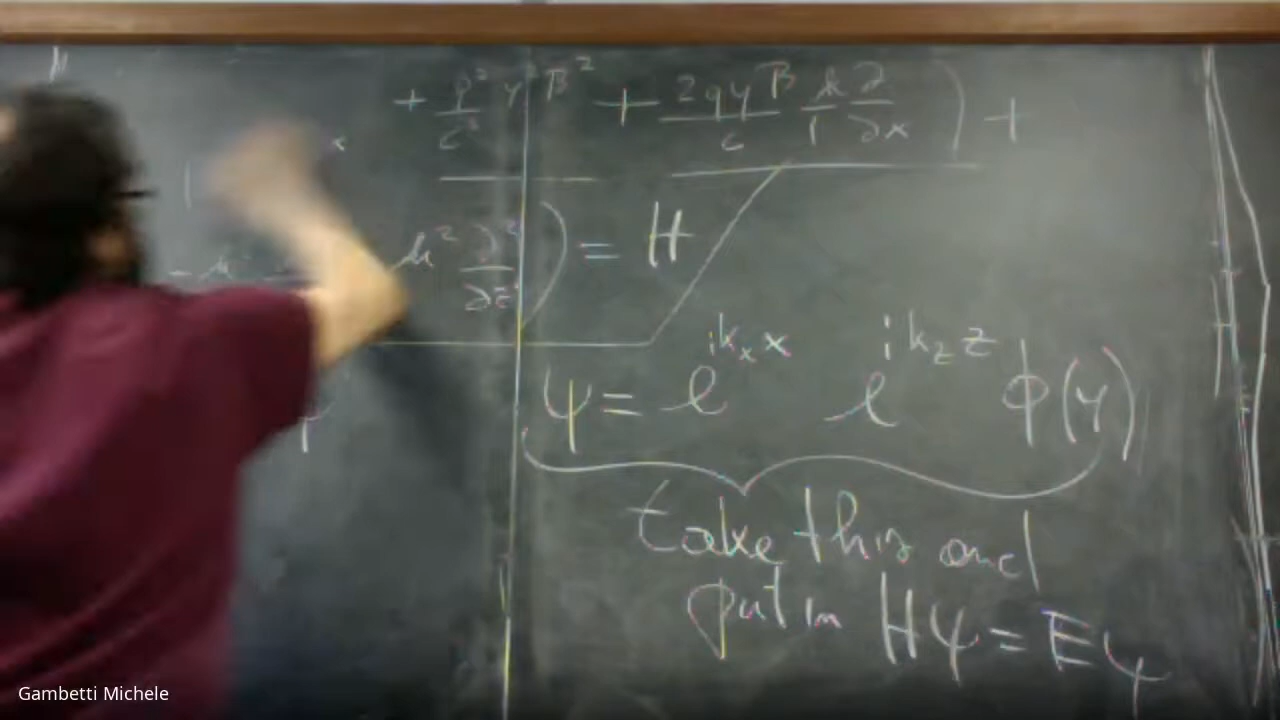 + q²y²B²/c² + 2qyB/c ħ/i ∂/∂x ) +
ħ² ∂²/∂z² ) = H
ψ = e^{ik_x x} e^{ik_z z} ϕ(y)
take this and
put in Hψ = Eψ
Gambetti Michele